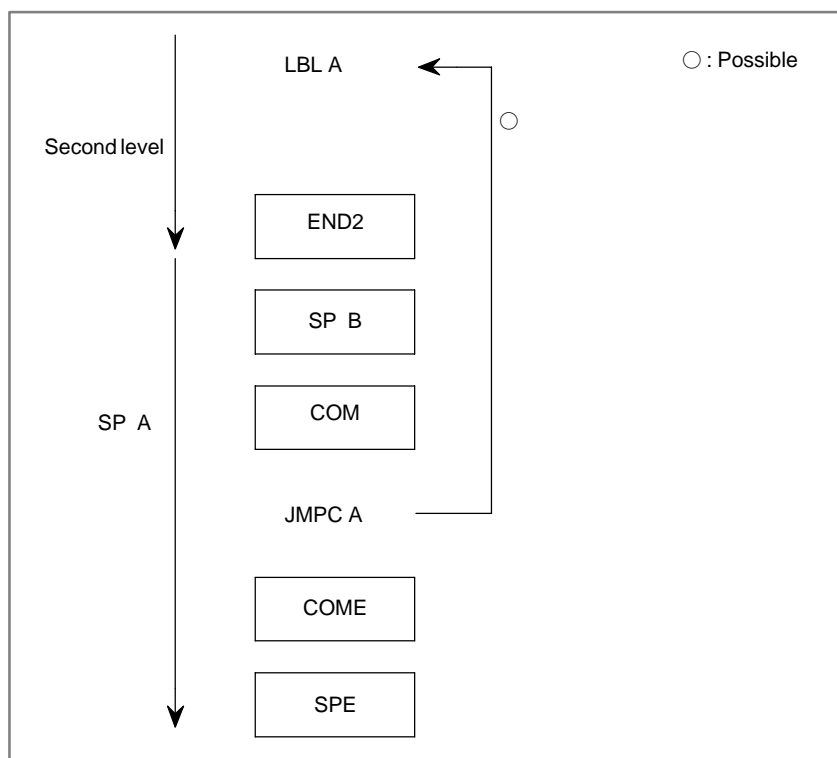 LBL A
○ : Possible
Second level
END2
SP B
SP A
COM
JMPC A
COME
SPE